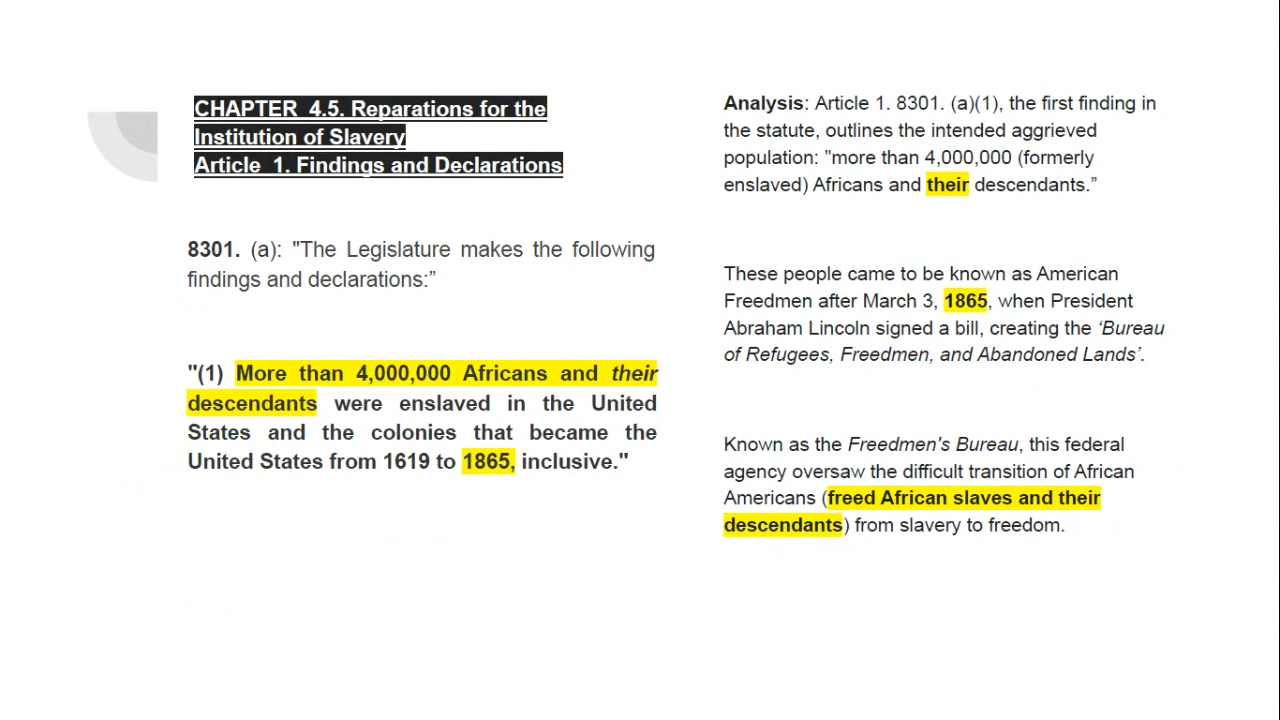 CHAPTER 4.5. Reparations for the
Institution of Slavery
Article 1. Findings and Declarations
8301. (a): "The Legislature makes the following
findings and declarations:”
"(1) More than 4,000,000 Africans and their
descendants were enslaved in the United
States and the colonies that became the
United States from 1619 to 1865, inclusive."
Analysis: Article 1. 8301. (a)(1), the first finding in
the statute, outlines the intended aggrieved
population: "more than 4,000,000 (formerly
enslaved) Africans and their descendants.”
These people came to be known as American
Freedmen after March 3, 1865, when President
Abraham Lincoln signed a bill, creating the ‘Bureau
of Refugees, Freedmen, and Abandoned Lands’.
Known as the Freedmen's Bureau, this federal
agency oversaw the difficult transition of African
Americans (freed African slaves and their
descendants) from slavery to freedom.